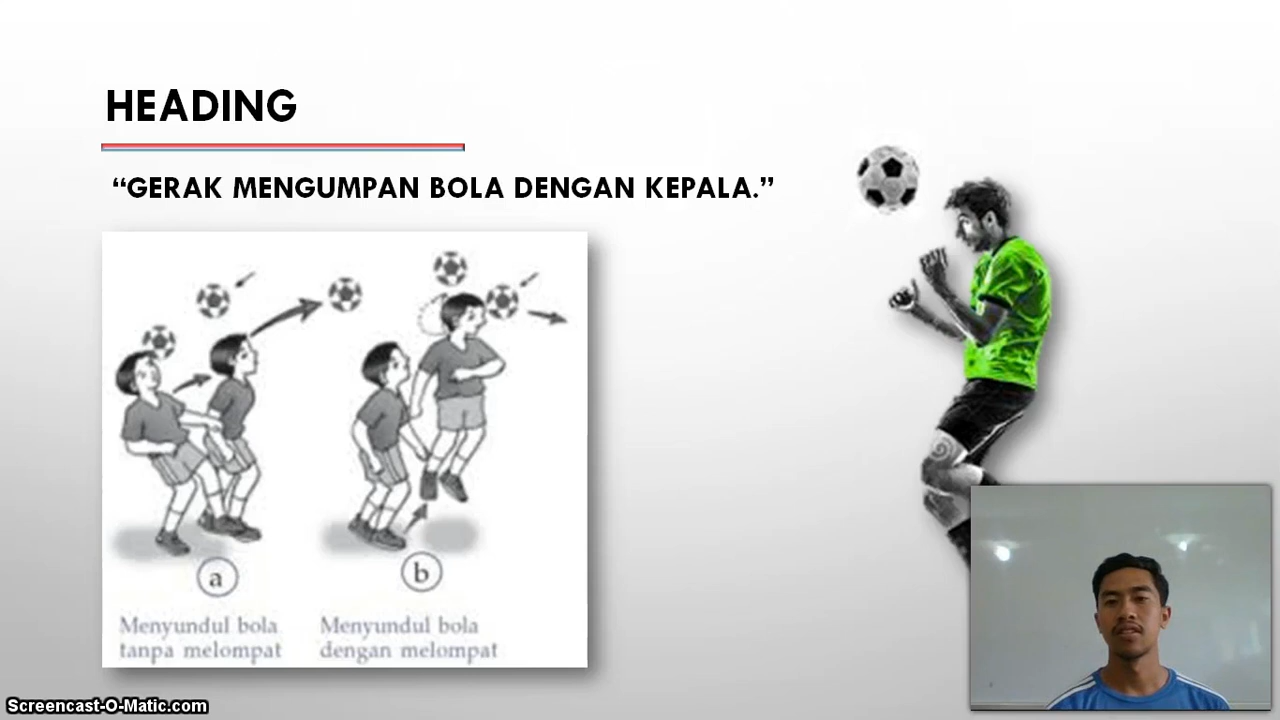 HEADING
“GERAK MENGUMPAN BOLA DENGAN KEPALA.”
a
b
Menyundul bola
tanpa melompat
Menyundul bola
dengan melompat
Screencast-O-Matic.com